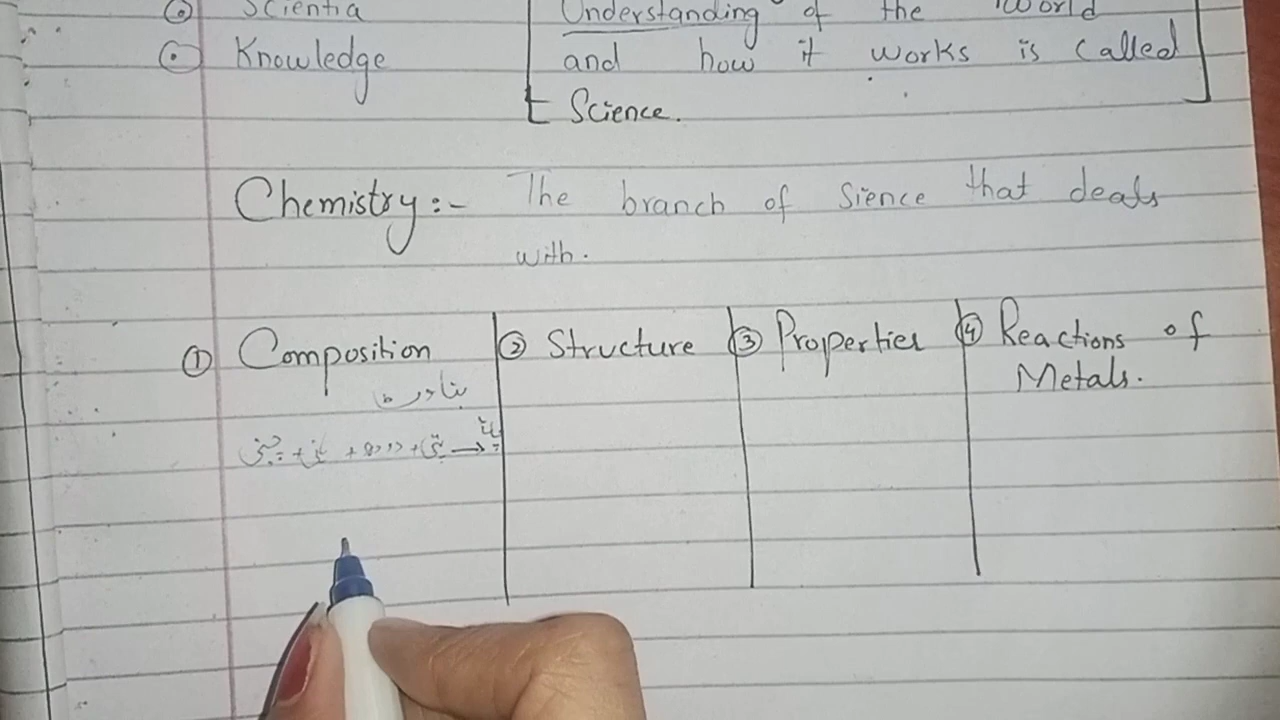 Scientia
Knowledge
Understanding of the World
and how it works is called
Science.
Chemistry:- The branch of Sience that deals
with.
① Composition
بناوٹ
② Structure
③ Properties
④ Reactions of
Metals.